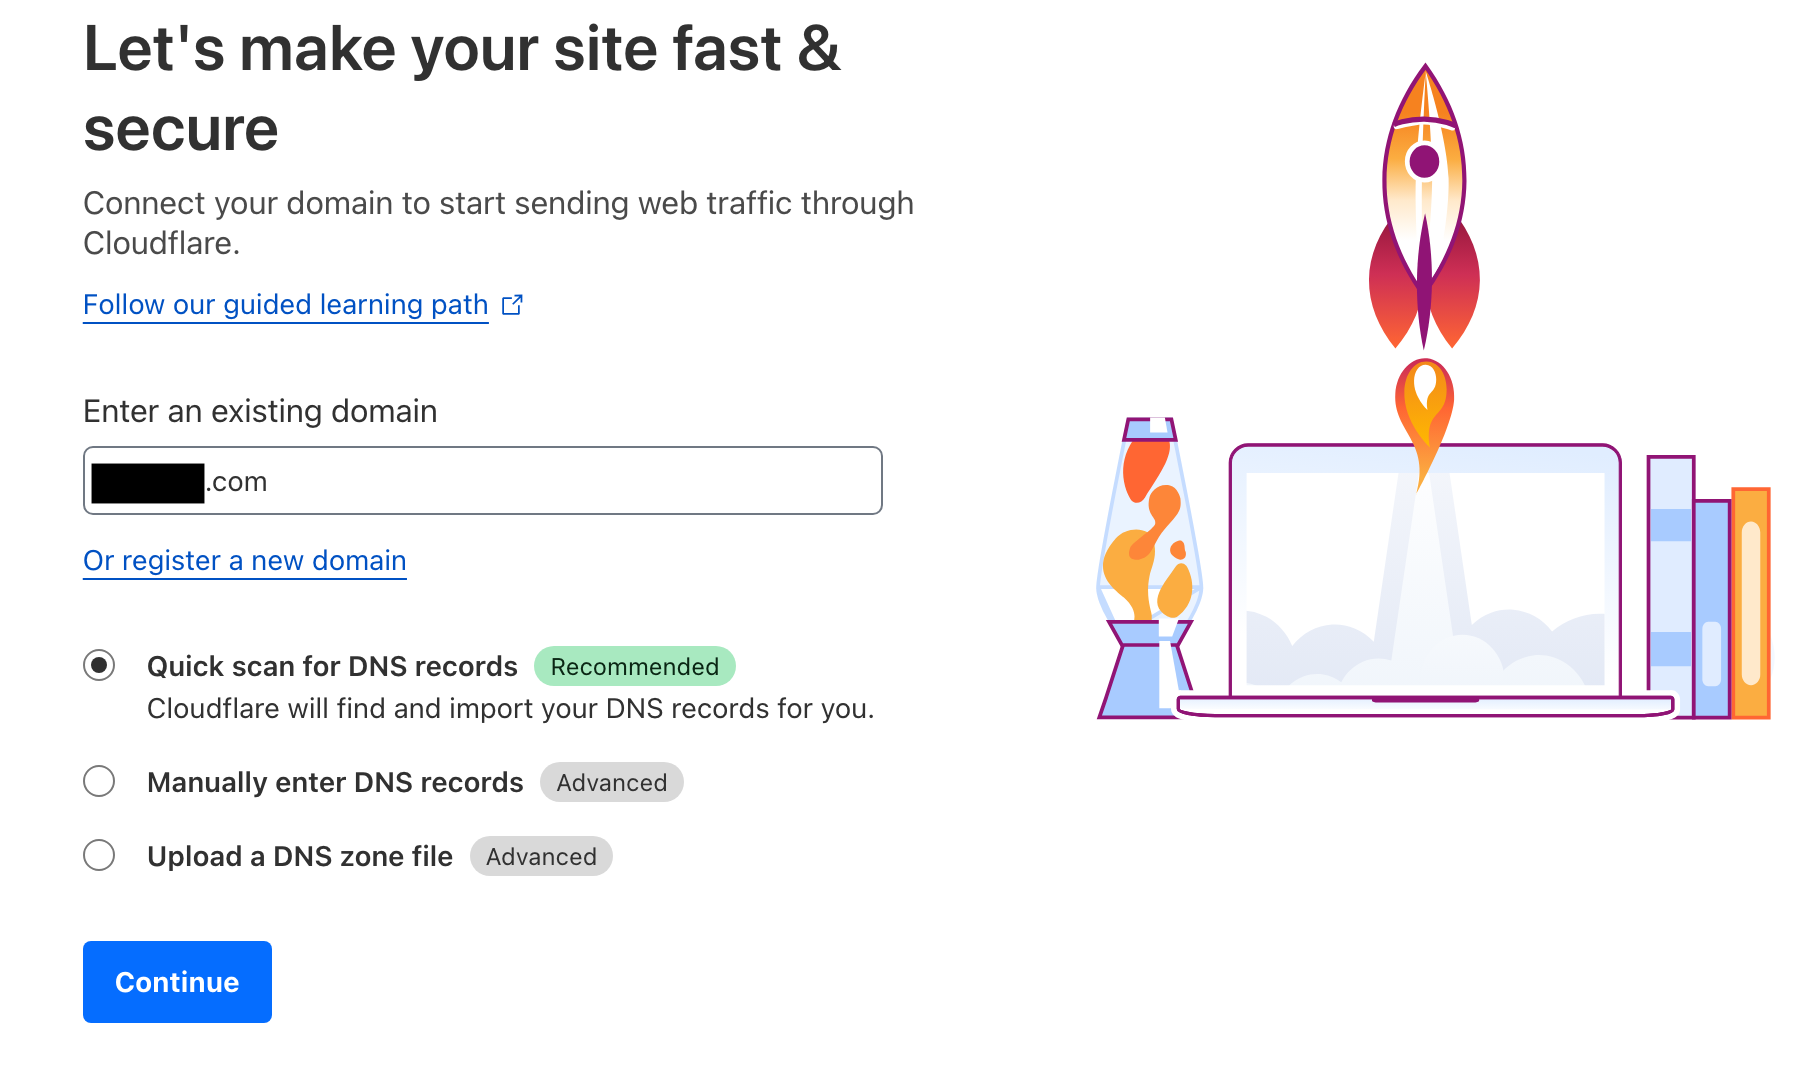 Let's make your site fast &
secure
Connect your domain to start sending web traffic through
Cloudflare.
Follow our guided learning path
Enter an existing domain
.com
Or register a new domain
Quick scan for DNS records Recommended
Cloudflare will find and import your DNS records for you.
Manually enter DNS records Advanced
Upload a DNS zone file Advanced
Continue